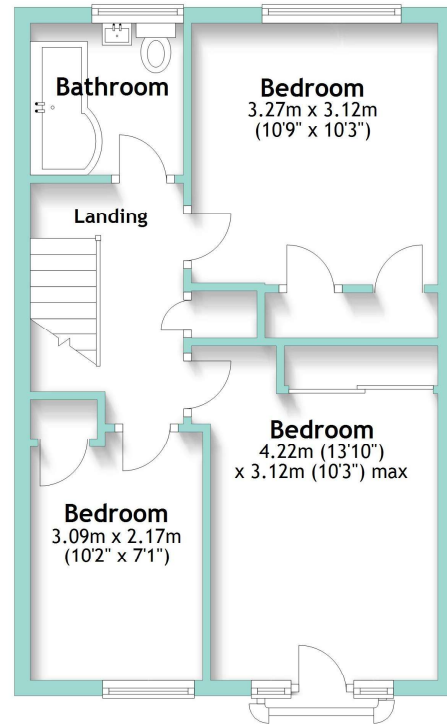 Bathroom
Bedroom
3.27m x 3.12m
(10'9" x 10'3")
Landing
Bedroom
4.22m (13'10")
x 3.12m (10'3") max
Bedroom
3.09m x 2.17m
(10'2" x 7'1")